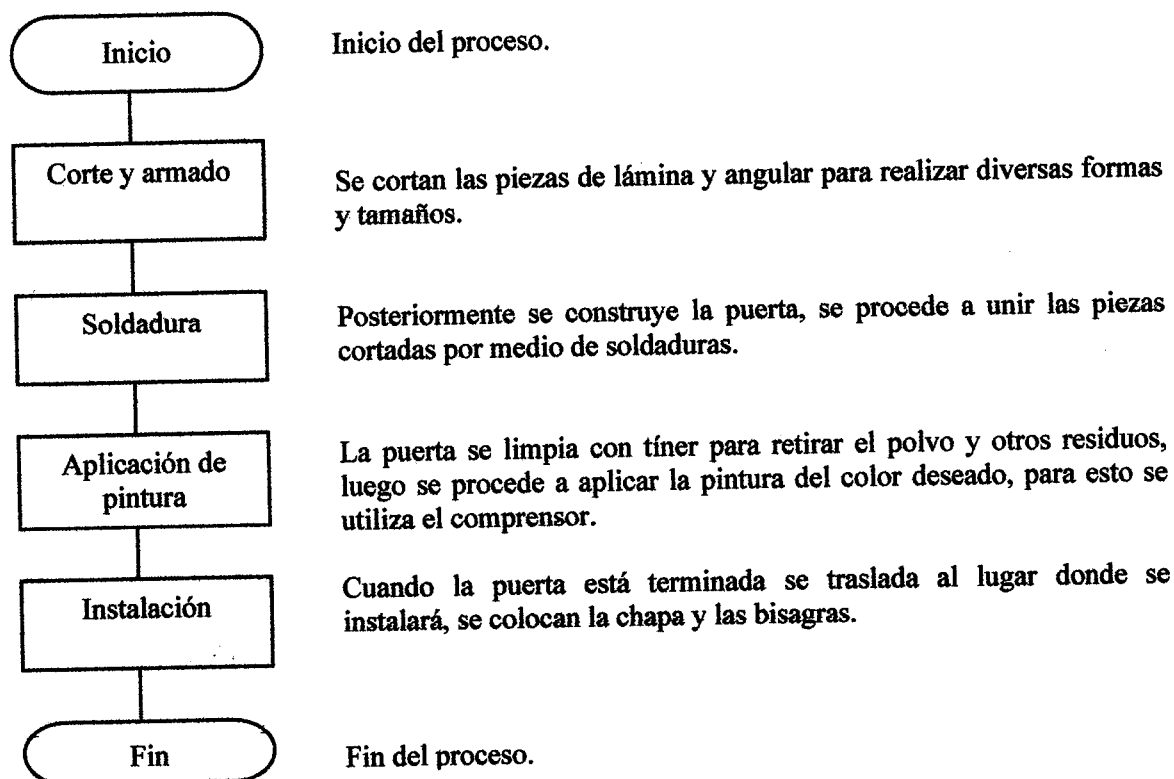 Inicio
Inicio del proceso.
Corte y armado
Se cortan las piezas de lámina y angular para realizar diversas formas
y tamaños.
Soldadura
Posteriormente se construye la puerta, se procede a unir las piezas
cortadas por medio de soldaduras.
Aplicación de
pintura
La puerta se limpia con tíner para retirar el polvo y otros residuos,
luego se procede a aplicar la pintura del color deseado, para esto se
utiliza el comprensor.
Instalación
Cuando la puerta está terminada se traslada al lugar donde se
instalará, se colocan la chapa y las bisagras.
Fin
Fin del proceso.